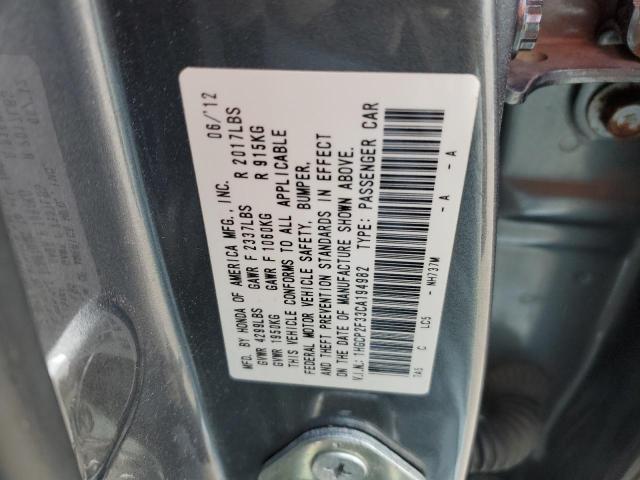 MFD. BY HONDA OF AMERICA MFG., INC. 06/'12
GVWR 4299LBS GAWR F 2337LBS R 2017LBS
GVWR 1950KG GAWR F 1060KG R 915KG
THIS VEHICLE CONFORMS TO ALL APPLICABLE
FEDERAL MOTOR VEHICLE SAFETY, BUMPER,
AND THEFT PREVENTION STANDARDS IN EFFECT
ON THE DATE OF MANUFACTURE SHOWN ABOVE.
V.I.N.: 1HGCP2F33CA194982 TYPE: PASSENGER CAR
TA5 C LC5 - NH737M - A - A